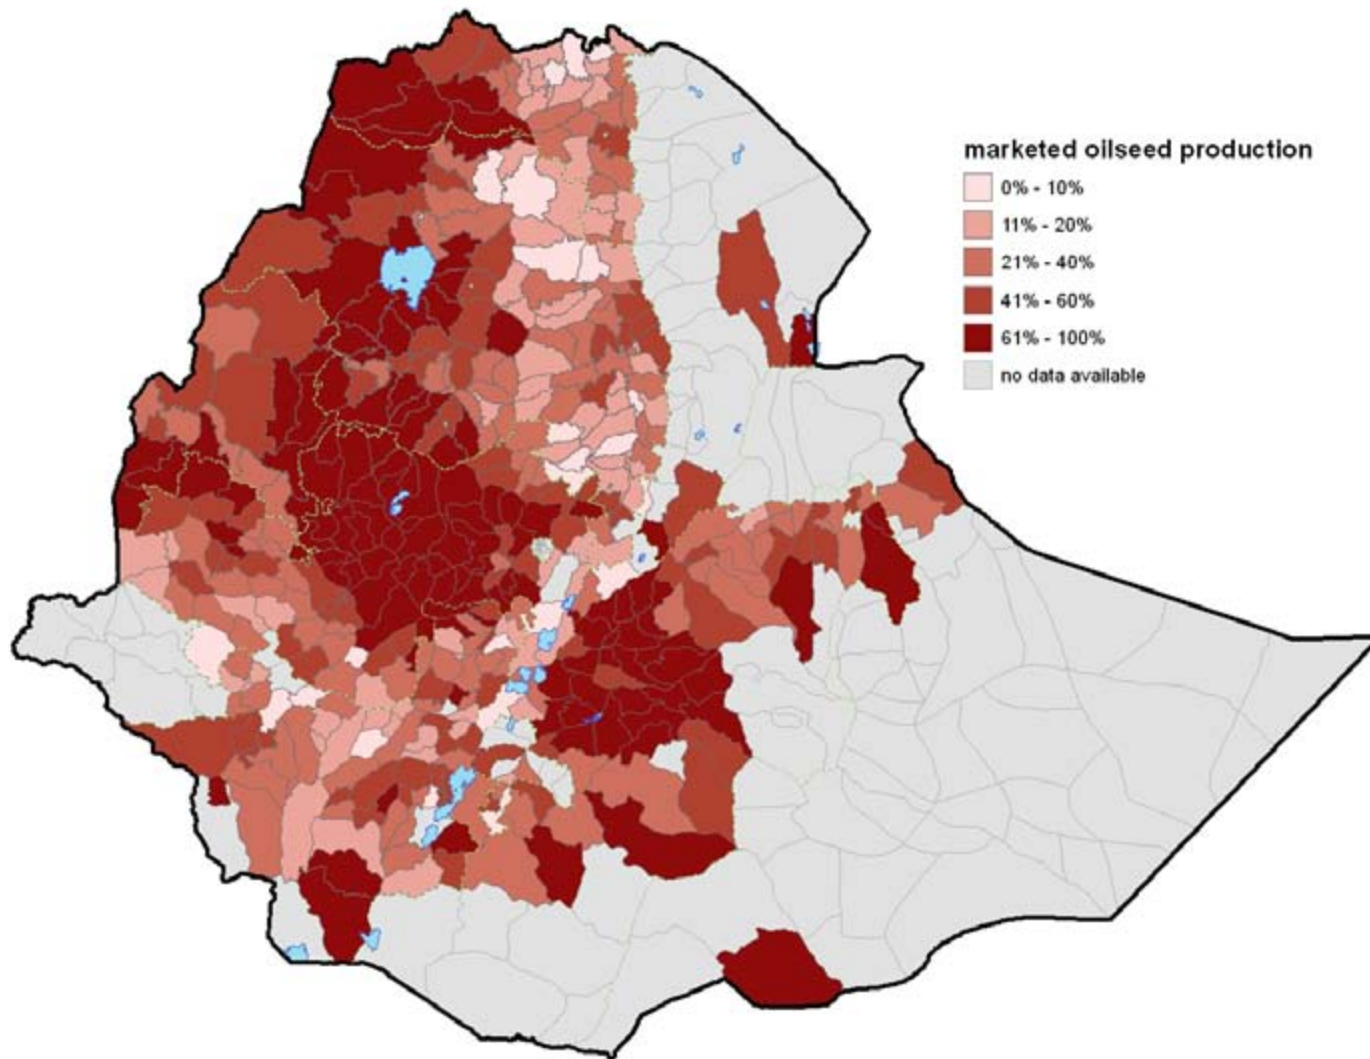 marketed oilseed production
0% - 10%
11% - 20%
21% - 40%
41% - 60%
61% - 100%
no data available